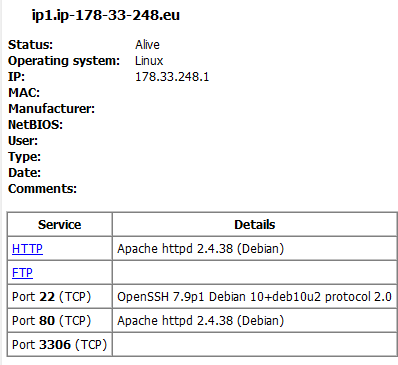 ip1.ip-178-33-248.eu
Status: Alive
Operating system: Linux
IP: 178.33.248.1
MAC:
Manufacturer:
NetBIOS:
User:
Type:
Date:
Comments:
Service Details
HTTP Apache httpd 2.4.38 (Debian)
FTP
Port 22 (TCP) OpenSSH 7.9p1 Debian 10+deb10u2 protocol 2.0
Port 80 (TCP) Apache httpd 2.4.38 (Debian)
Port 3306 (TCP)